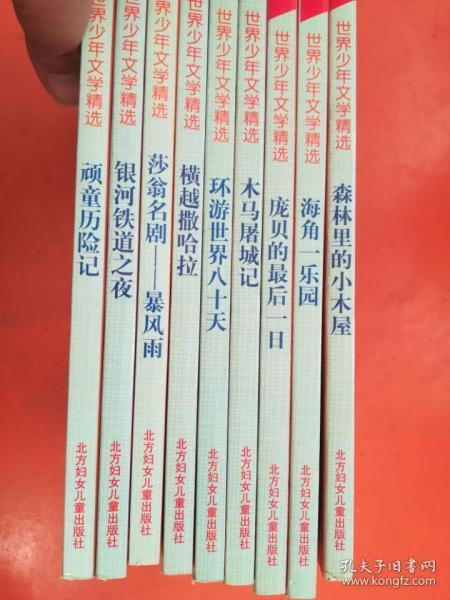 世界少年文学精选
顽童历险记
北方妇女儿童出版社
世界少年文学精选
银河铁道之夜
北方妇女儿童出版社
世界少年文学精选
莎翁名剧——暴风雨
北方妇女儿童出版社
世界少年文学精选
横越撒哈拉
北方妇女儿童出版社
世界少年文学精选
环游世界八十天
北方妇女儿童出版社
世界少年文学精选
木马屠城记
北方妇女儿童出版社
世界少年文学精选
庞贝的最后一日
北方妇女儿童出版社
世界少年文学精选
海角一乐园
北方妇女儿童出版社
世界少年文学精选
森林里的小木屋
北方妇女儿童出版社
孔夫子旧书网
www.kongfz.com